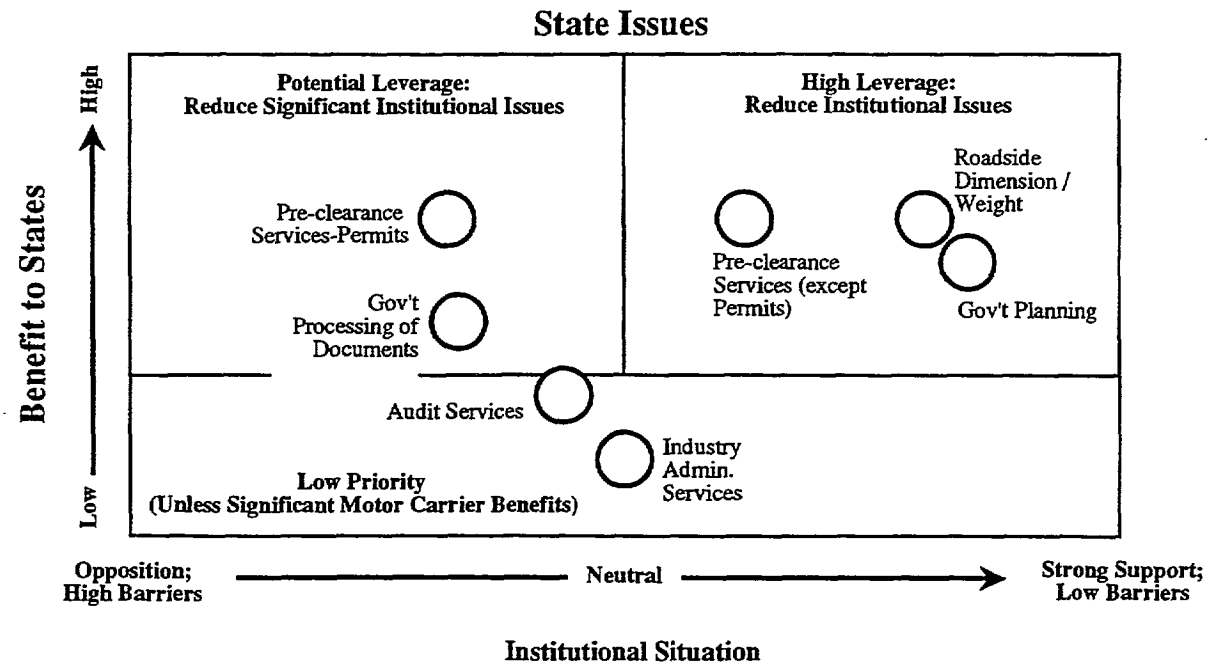 State Issues
High
Benefit to States
Low
Potential Leverage:
Reduce Significant Institutional Issues
High Leverage:
Reduce Institutional Issues
Pre-clearance
Services-Permits
Gov't
Processing of
Documents
Pre-clearance
Services (except
Permits)
Roadside
Dimension /
Weight
Gov't Planning
Audit Services
Industry
Admin.
Services
Low Priority
(Unless Significant Motor Carrier Benefits)
Opposition;
High Barriers
Neutral
Strong Support;
Low Barriers
Institutional Situation